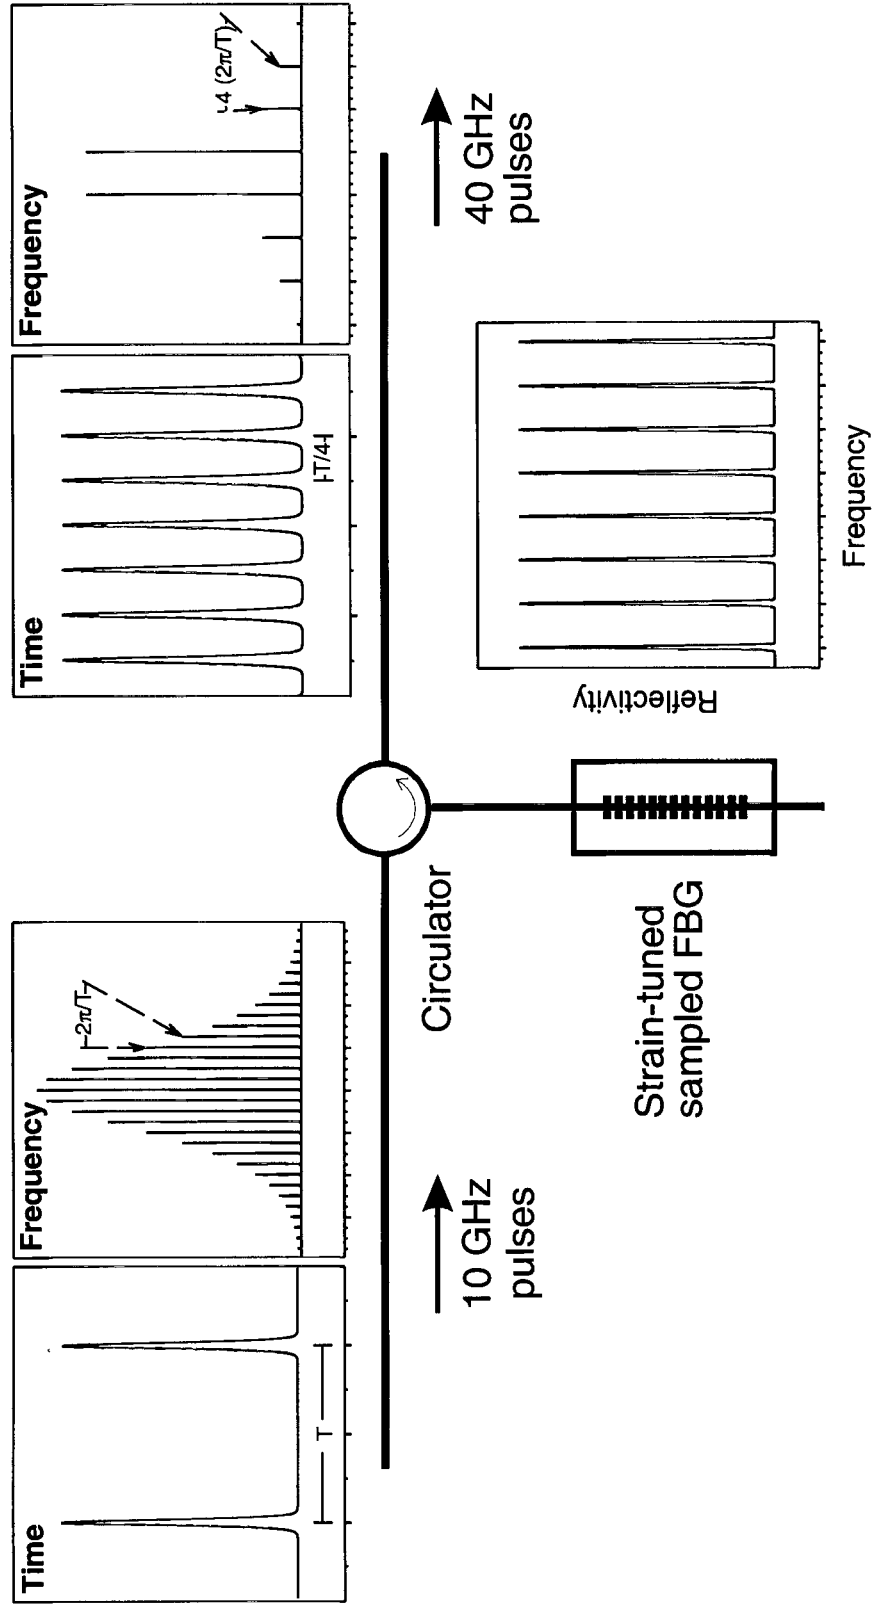 Time
T
Frequency
2π/T
Time
T/4
Frequency
4 (2π/T)
10 GHz
pulses
Circulator
40 GHz
pulses
Strain-tuned
sampled FBG
Reflectivity
Frequency